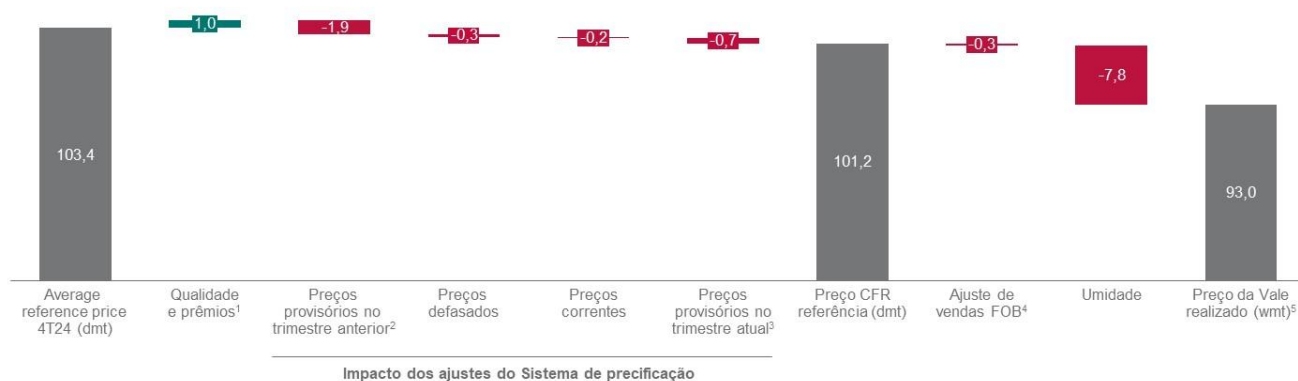 1,0
-1,9
-0,3
-0,2
-0,7
-0,3
-7,8
103,4
101,2
93,0
Average
reference price
4T24 (dmt)
Qualidade
e prêmios¹
Preços
provisórios no
trimestre anterior²
Preços
defasados
Preços
correntes
Preços
provisórios no
trimestre atual³
Preço CFR
referência (dmt)
Ajuste de
vendas FOB⁴
Umidade
Preço da Vale
realizado (wmt)⁵
Impacto dos ajustes do Sistema de precificação